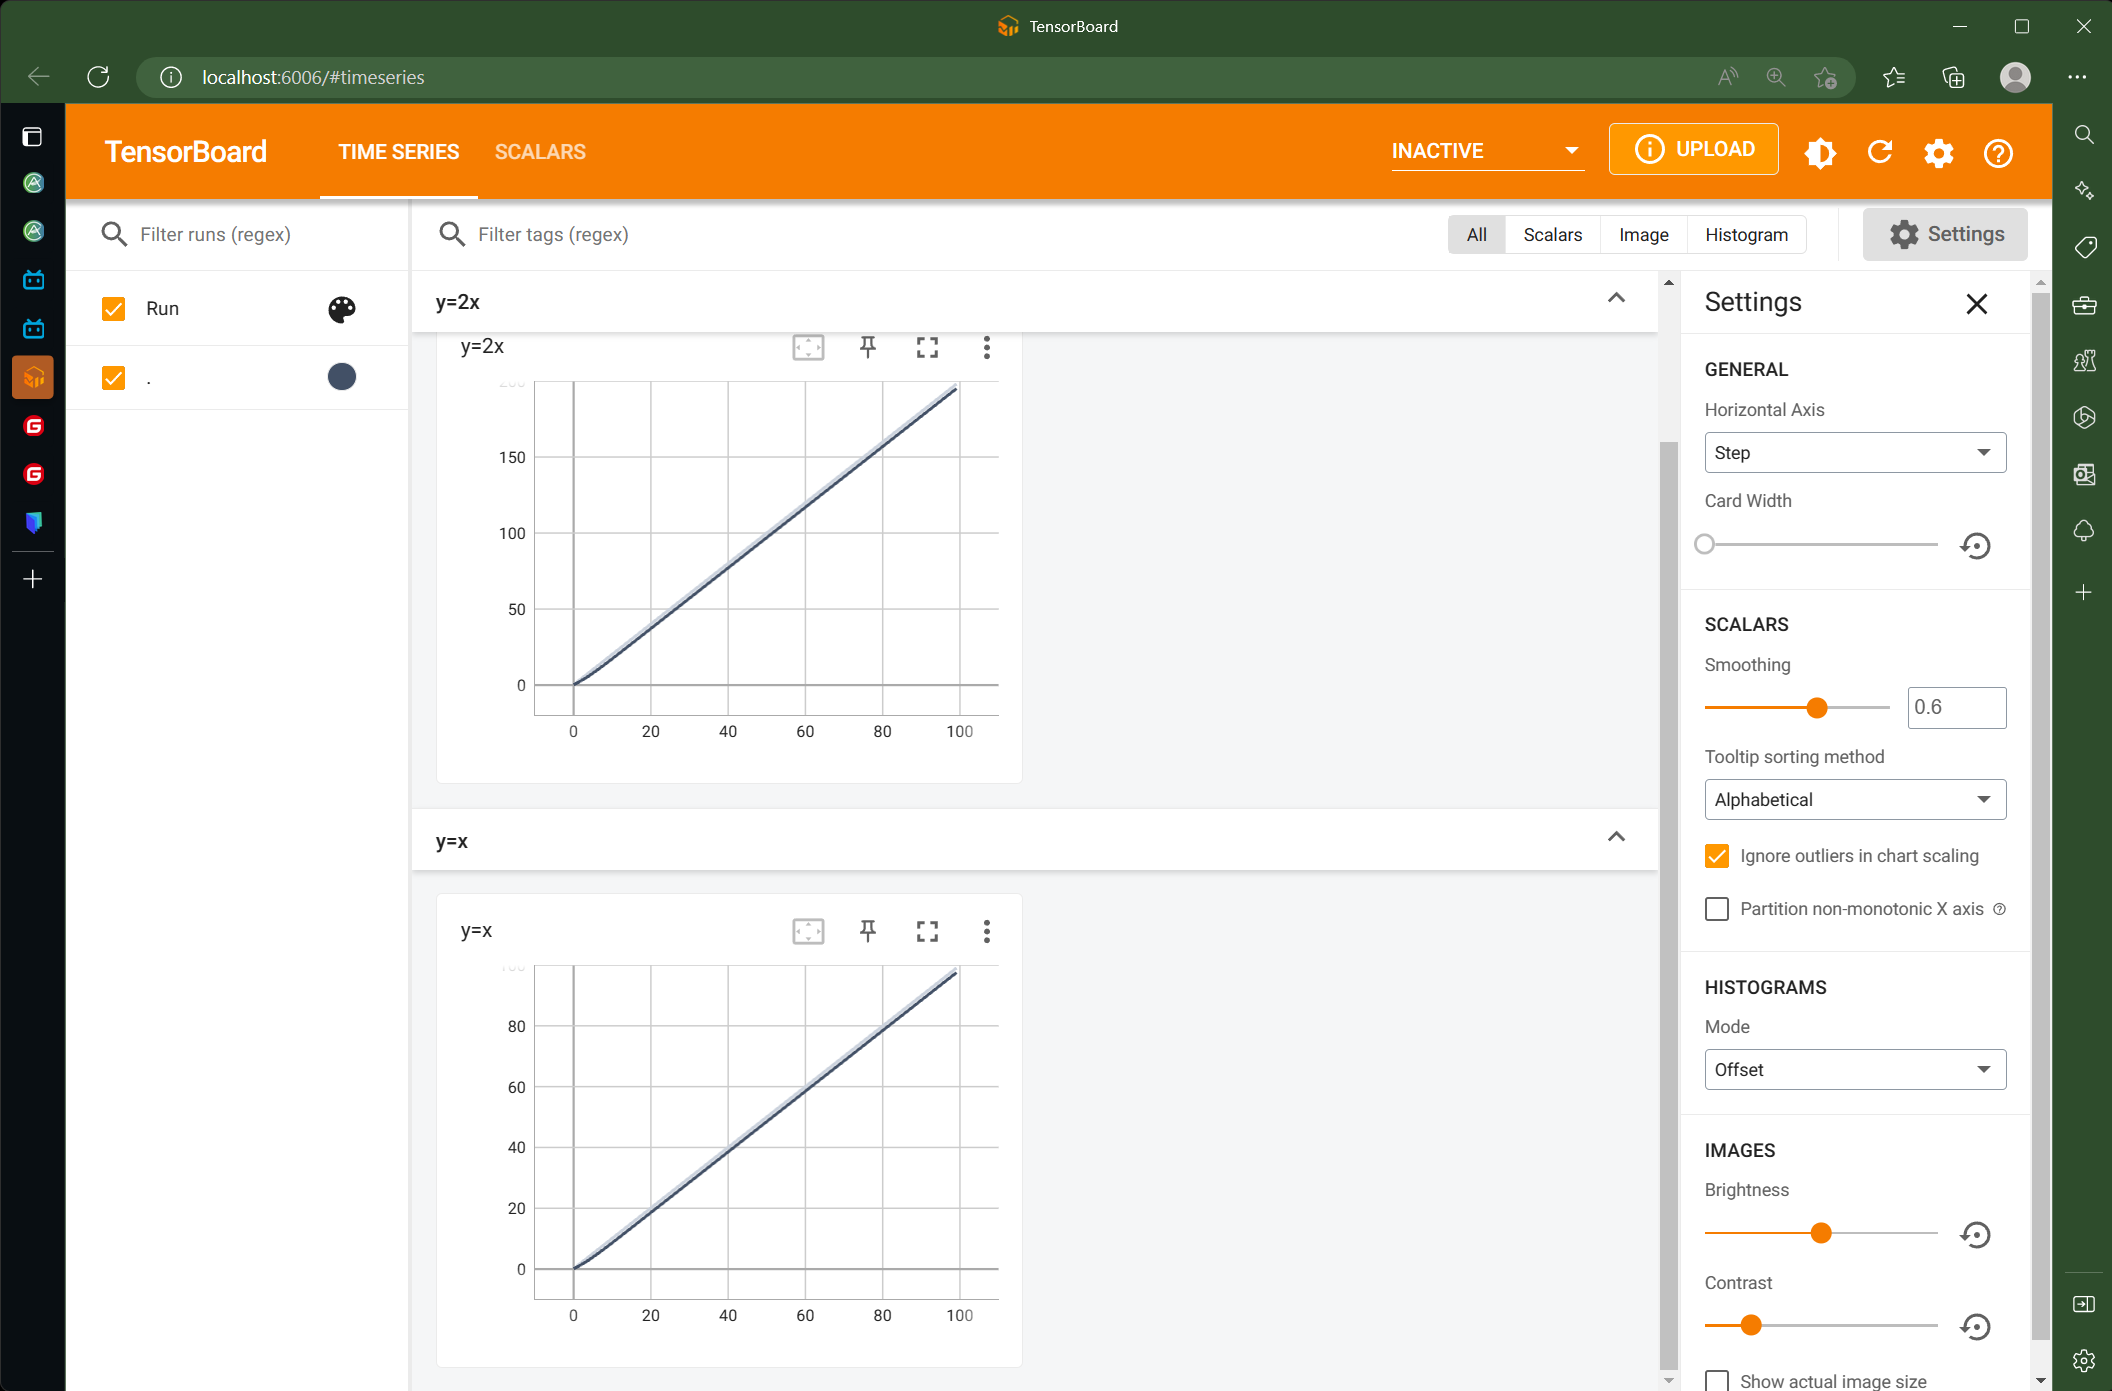 TensorBoard
localhost:6006/#timeseries
TensorBoard
TIME SERIES
SCALARS
INACTIVE
UPLOAD
Filter runs (regex)
Filter tags (regex)
All
Scalars
Image
Histogram
Settings
Run
.
y=2x
y=2x
150
100
50
0
0 20 40 60 80 100
y=x
y=x
80
60
40
20
0
0 20 40 60 80 100
Settings
GENERAL
Horizontal Axis
Step
Card Width
SCALARS
Smoothing
0.6
Tooltip sorting method
Alphabetical
Ignore outliers in chart scaling
Partition non-monotonic X axis
HISTOGRAMS
Mode
Offset
IMAGES
Brightness
Contrast
Show actual image size